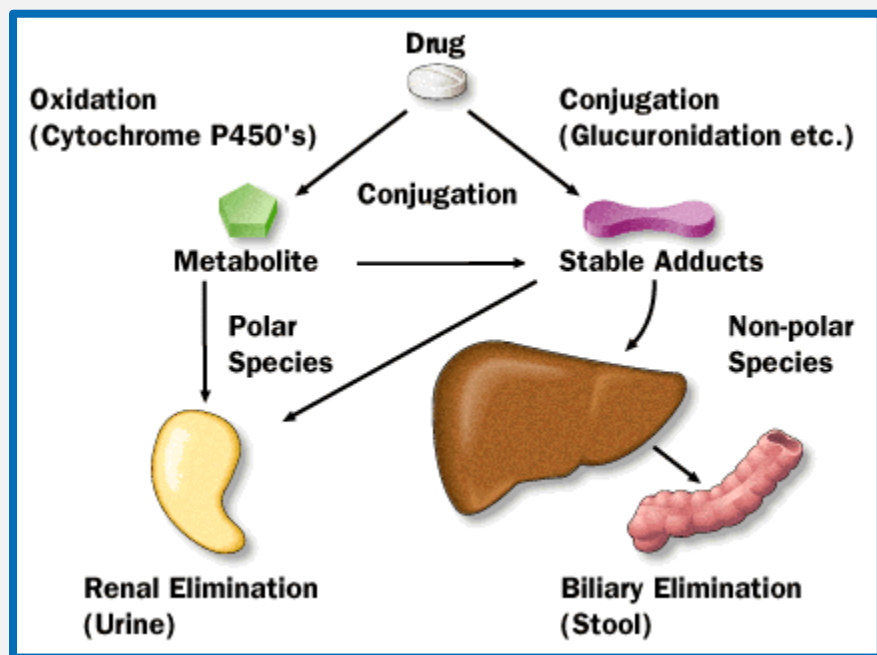 Drug
Oxidation
(Cytochrome P450's)
Conjugation
(Glucuronidation etc.)
Conjugation
Metabolite
Stable Adducts
Polar
Species
Non-polar
Species
Renal Elimination
(Urine)
Biliary Elimination
(Stool)